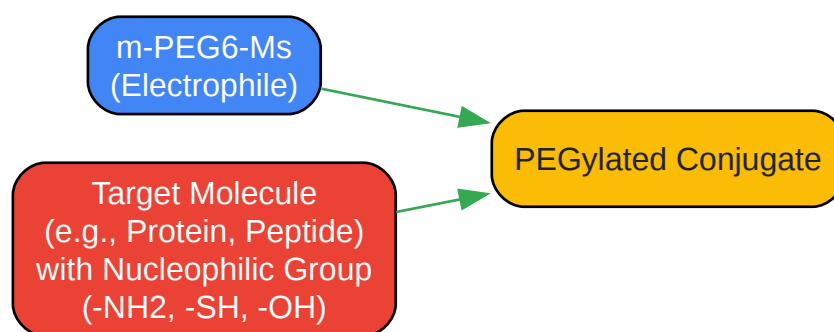 m-PEG6-Ms
(Electrophile)
Target Molecule
(e.g., Protein, Peptide)
with Nucleophilic Group
(-NH2, -SH, -OH)
PEGylated Conjugate